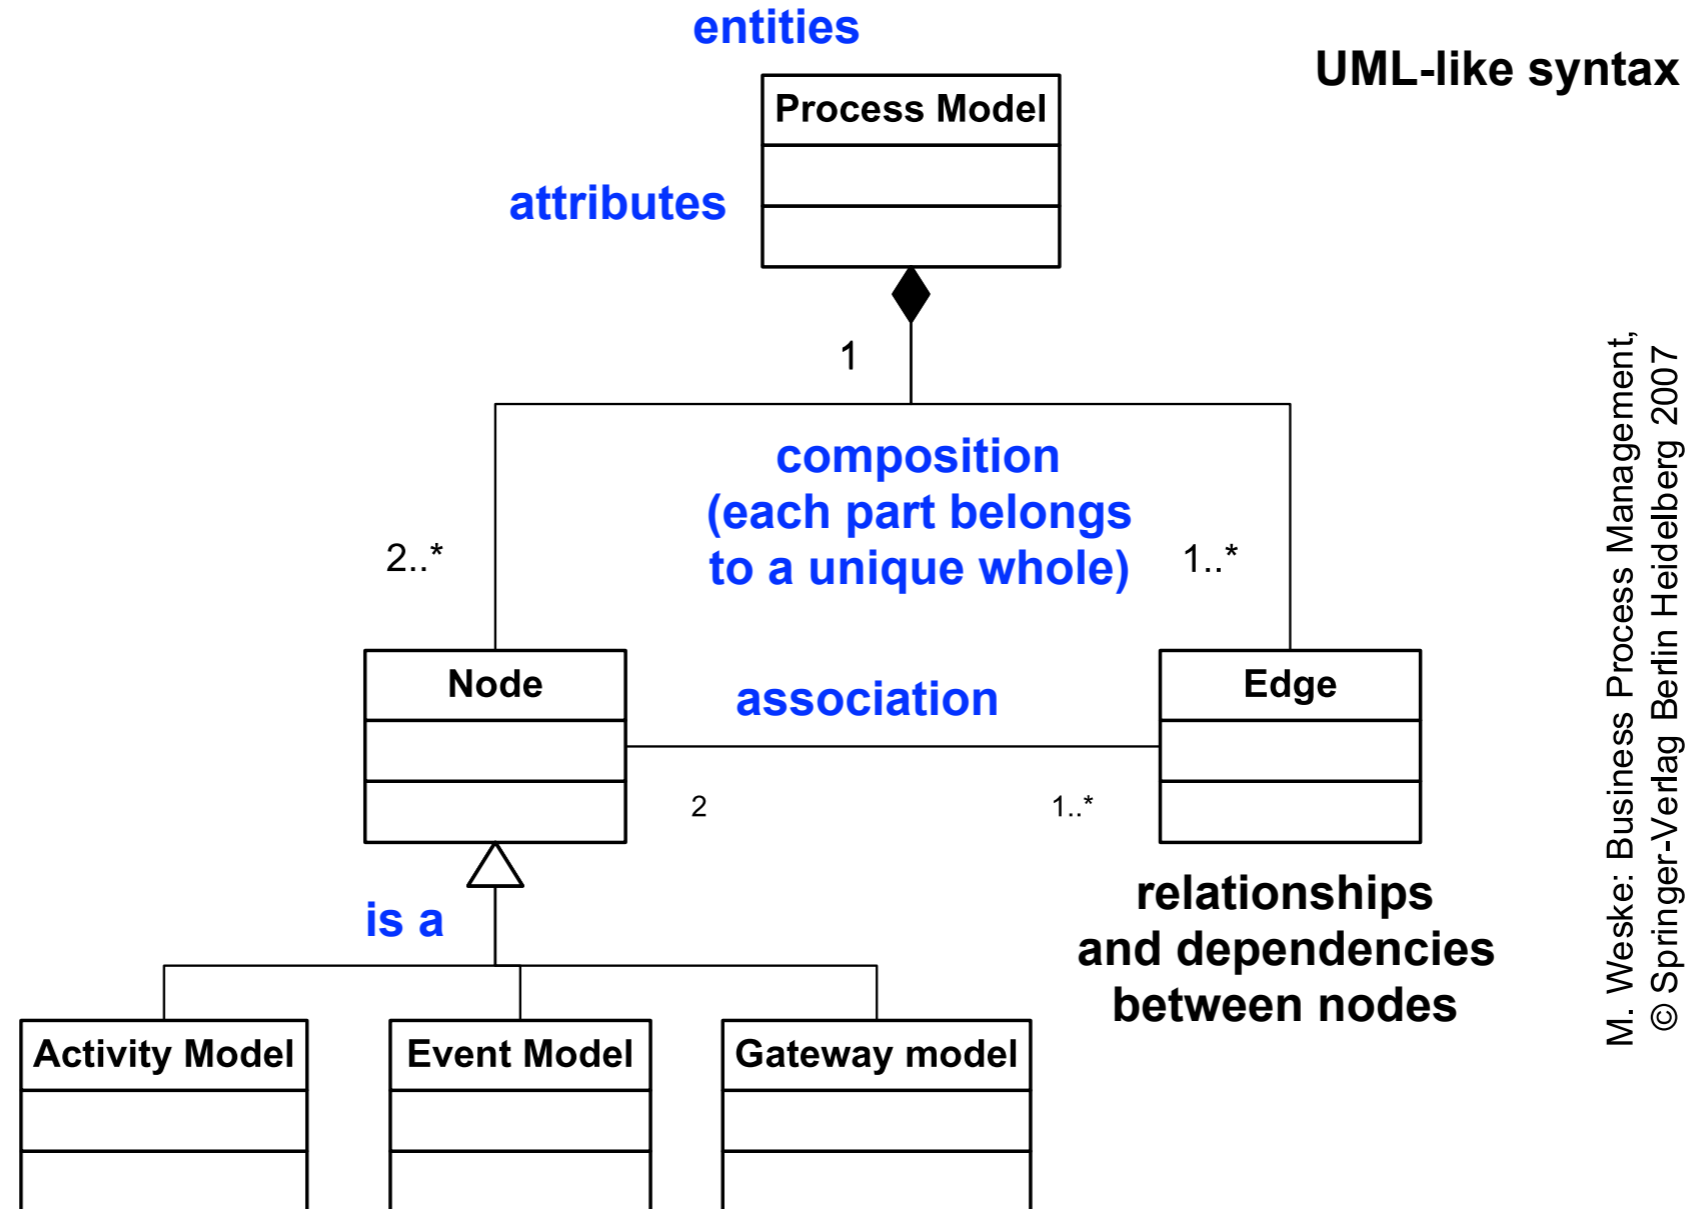 entities
UML-like syntax
Process Model
attributes
1
composition
(each part belongs
to a unique whole)
2..*
1..*
Node
association
Edge
2
1..*
is a
relationships
and dependencies
between nodes
Activity Model
Event Model
Gateway model
M. Weske: Business Process Management,
© Springer-Verlag Berlin Heidelberg 2007